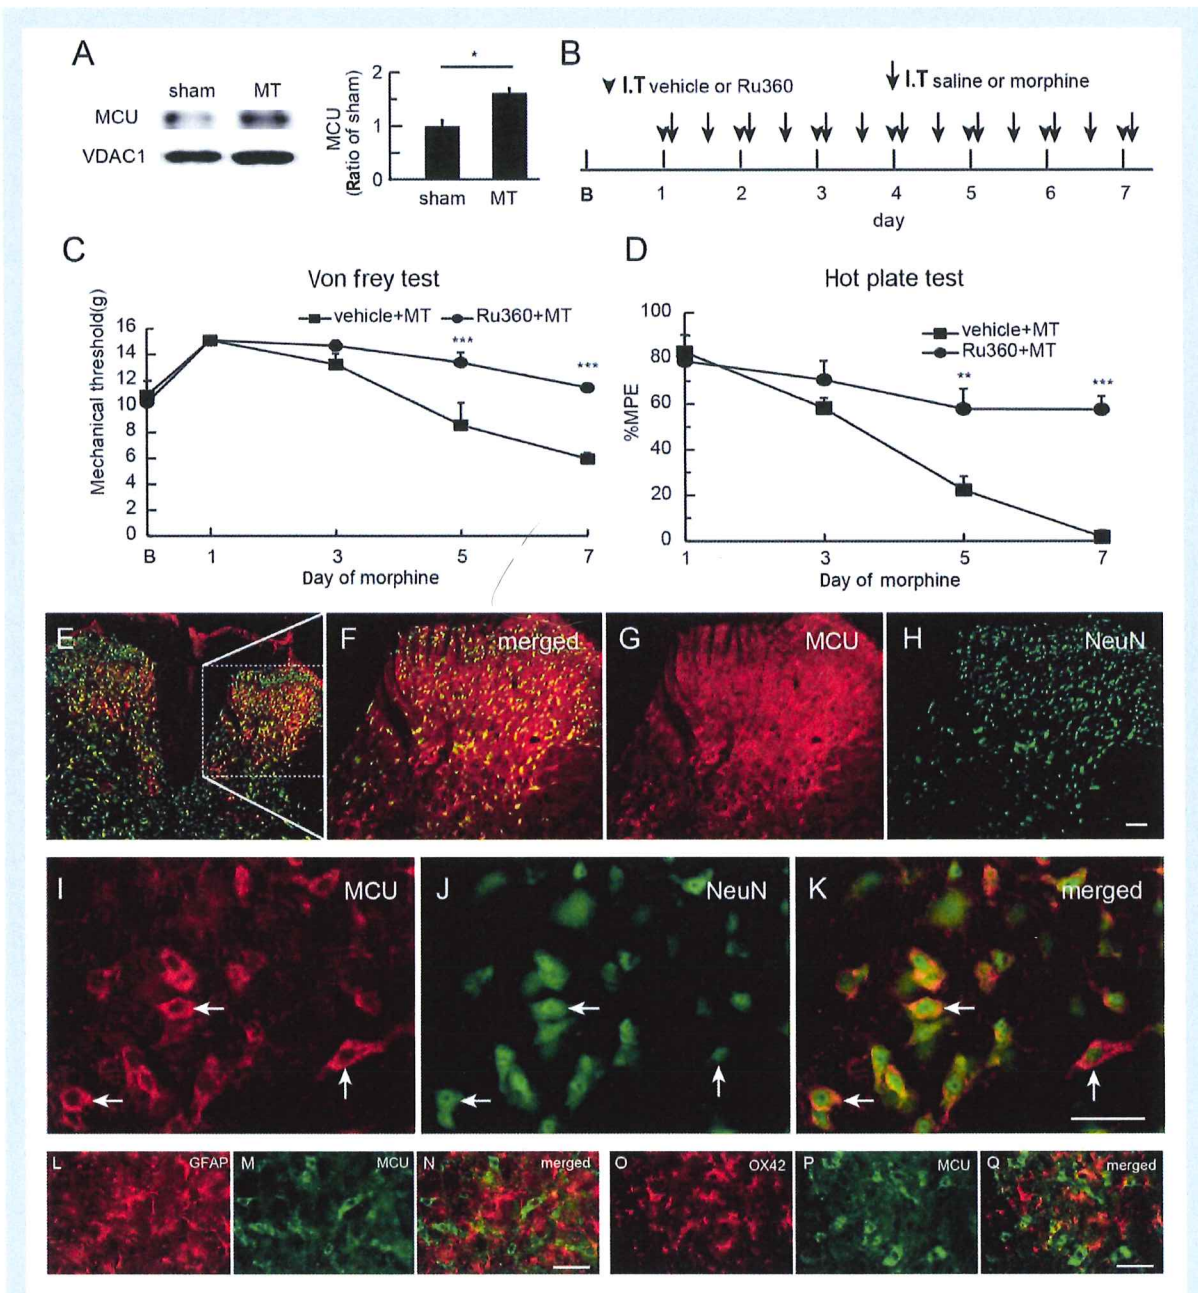 A
sham MT
MCU
VDAC1
*
MCU
(Ratio of sham)
2
1
0
sham MT
B
I.T vehicle or Ru360
I.T saline or morphine
B 1 2 3 4 5 6 7
day
C
Von frey test
vehicle+MT Ru360+MT
Mechanical threshold(g)
16
14
12
10
8
6
4
2
0
***
***
B 1 3 5 7
Day of morphine
D
Hot plate test
vehicle+MT
Ru360+MT
%MPE
100
80
60
40
20
0
**
***
1 3 5 7
Day of morphine
E
F merged
G MCU
H NeuN
I MCU
J NeuN
K merged
L GFAP
M MCU
N merged
O OX42
P MCU
Q merged